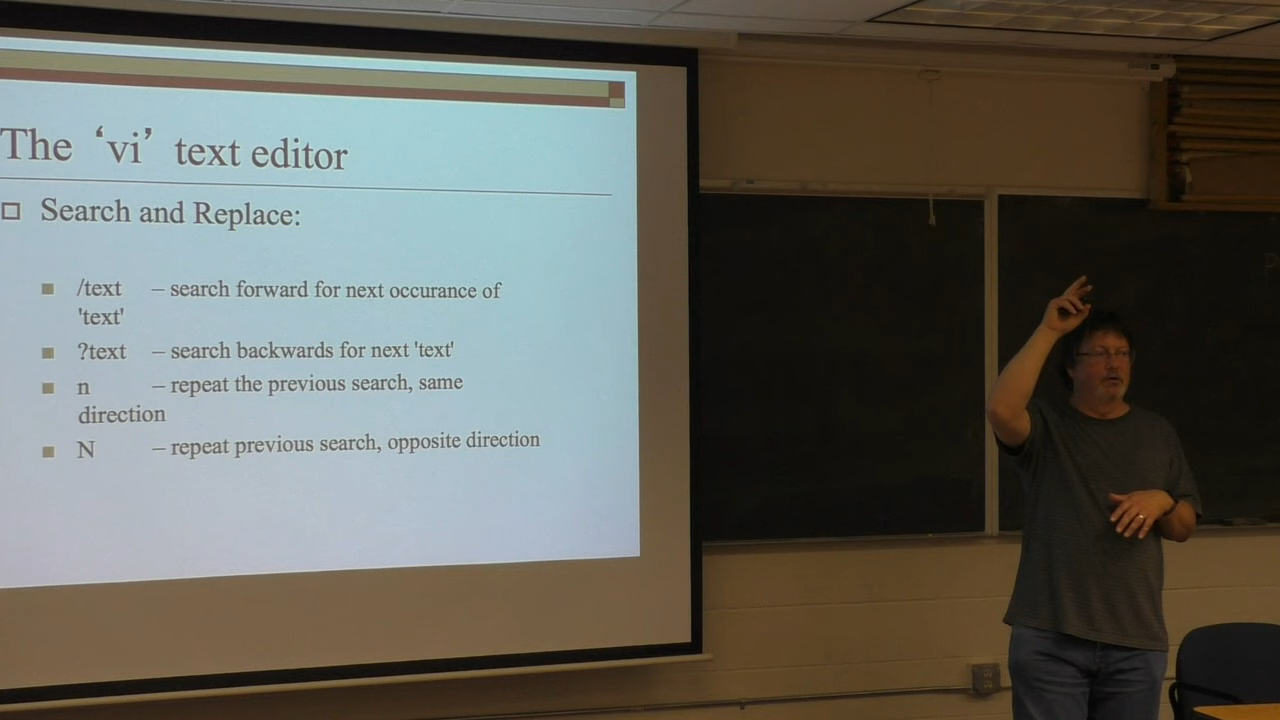 The ‘vi’ text editor
Search and Replace:
/text – search forward for next occurance of
'text'
?text – search backwards for next 'text'
n – repeat the previous search, same
direction
N – repeat previous search, opposite direction